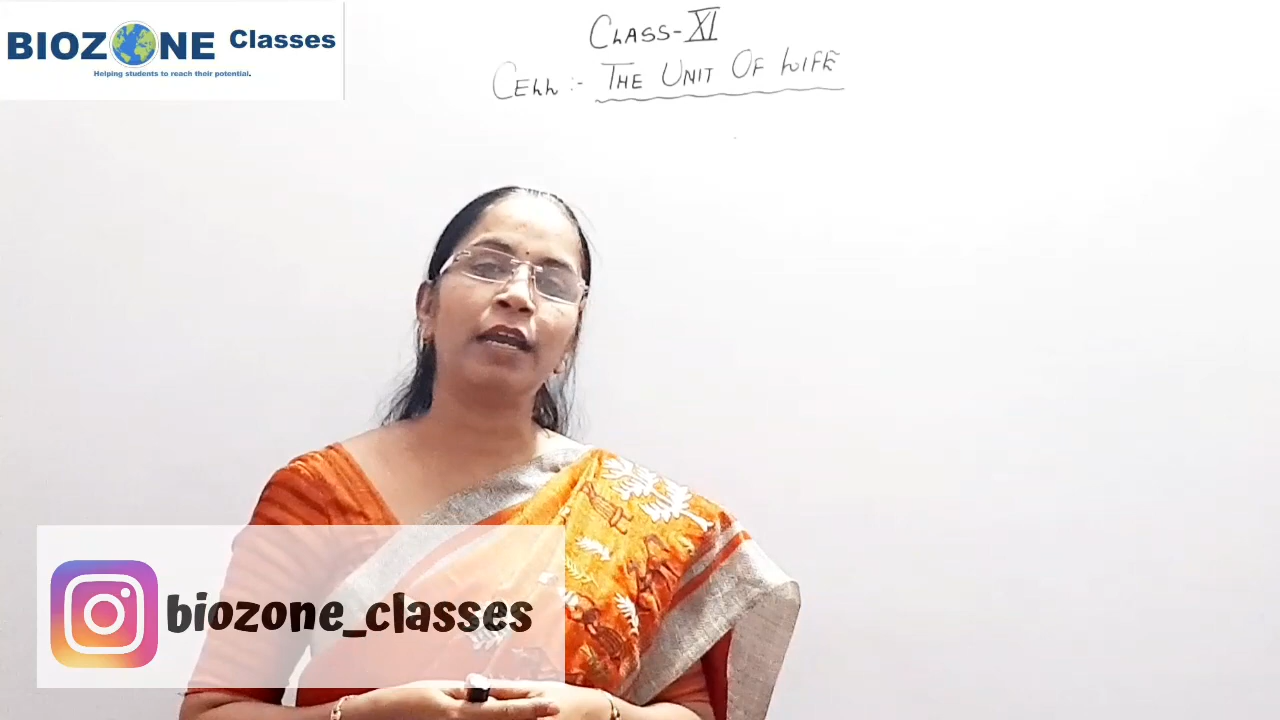 BIOZONE Classes
Helping students to reach their potential.
CLASS-XI
CELL :- THE UNIT OF LIFE
biozone_classes